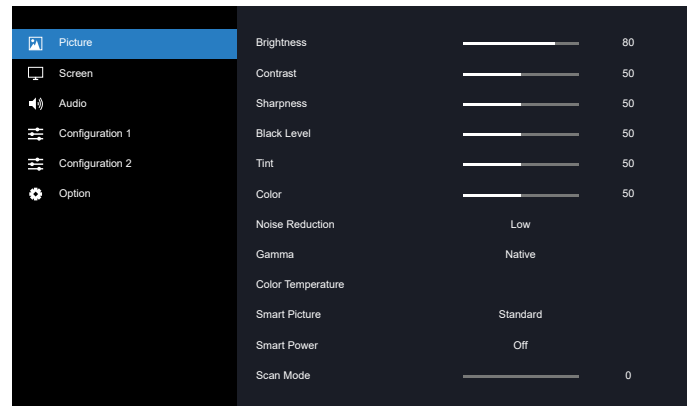 Picture
Screen
Audio
Configuration 1
Configuration 2
Option
Brightness 80
Contrast 50
Sharpness 50
Black Level 50
Tint 50
Color 50
Noise Reduction Low
Gamma Native
Color Temperature
Smart Picture Standard
Smart Power Off
Scan Mode 0